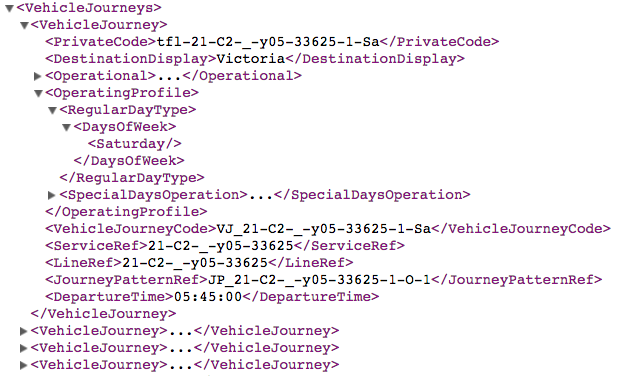 <VehicleJourneys>
<VehicleJourney>
<PrivateCode>tfl-21-C2-_-y05-33625-1-Sa</PrivateCode>
<DestinationDisplay>Victoria</DestinationDisplay>
<Operational>...</Operational>
<OperatingProfile>
<RegularDayType>
<DaysOfWeek>
<Saturday/>
</DaysOfWeek>
</RegularDayType>
<SpecialDaysOperation>...</SpecialDaysOperation>
</OperatingProfile>
<VehicleJourneyCode>VJ_21-C2-_-y05-33625-1-Sa</VehicleJourneyCode>
<ServiceRef>21-C2-_-y05-33625</ServiceRef>
<LineRef>21-C2-_-y05-33625</LineRef>
<JourneyPatternRef>JP_21-C2-_-y05-33625-1-O-1</JourneyPatternRef>
<DepartureTime>05:45:00</DepartureTime>
</VehicleJourney>
<VehicleJourney>...</VehicleJourney>
<VehicleJourney>...</VehicleJourney>
<VehicleJourney>...</VehicleJourney>